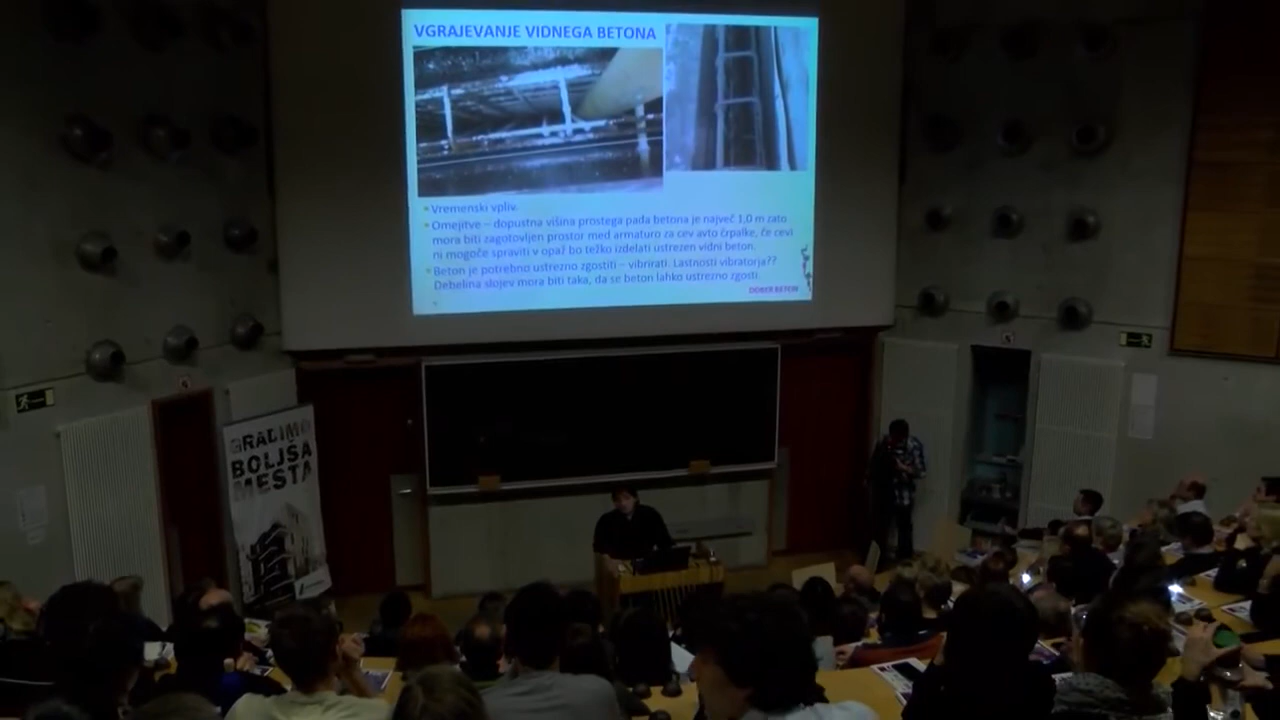 VGRAJEVANJE VIDNEGA BETONA
Vremenski vpliv.
Omejitve – dopustna višina prostega pada betona je največ 1,0 m zato
mora biti zagotovljen prostor med armaturo za cev avto črpalke, če cevi
ni mogoče spraviti v opaž bo težko izdelati ustrezen vidni beton.
Beton je potrebno ustrezno zgostiti – vibrirati. Lastnosti vibratorja??
Debelina slojev mora biti taka, da se beton lahko ustrezno zgosti.
DOBER BETON
GRADIMO
BOLJŠA
MESTA